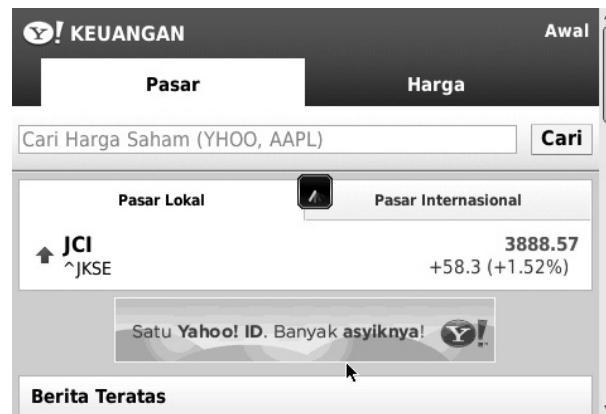 Y! KEUANGAN Awal
Pasar Harga
Cari Harga Saham (YHOO, AAPL) Cari
Pasar Lokal Pasar Internasional
JCI 3888.57
^JKSE +58.3 (+1.52%)
Satu Yahoo! ID. Banyak asyiknya! Y!
Berita Teratas